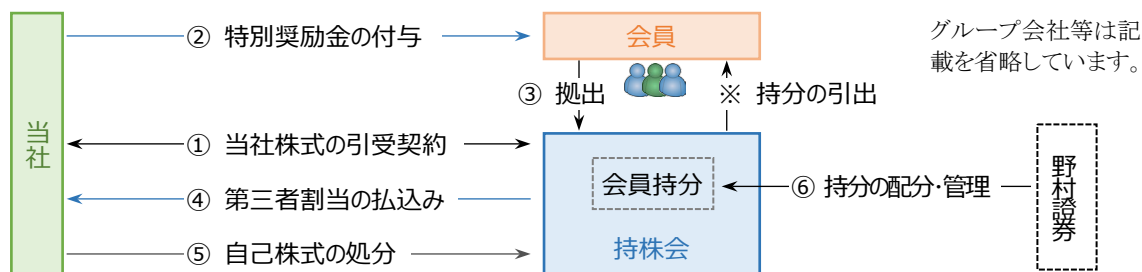 ② 特別奨励金の付与
会員
グループ会社等は記
載を省略しています。
③ 拠出
※ 持分の引出
当社
① 当社株式の引受契約
会員持分
⑥ 持分の配分・管理
野村證券
④ 第三者割当の払込み
⑤ 自己株式の処分
持株会